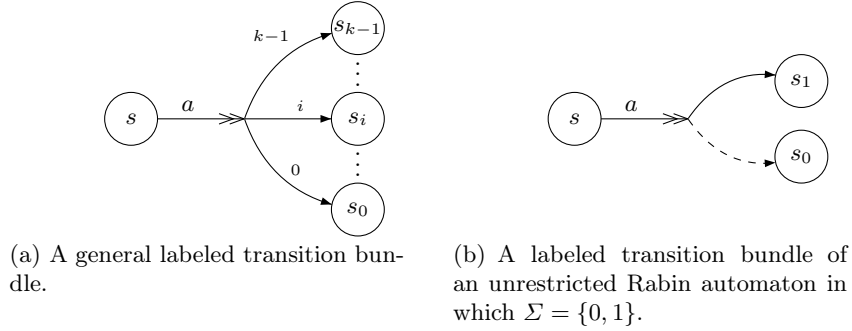 s
a
k−1
i
0
s_{k−1}
s_i
s_0
(a) A general labeled transition bun-
dle.
s
a
s_1
s_0
(b) A labeled transition bundle of
an unrestricted Rabin automaton in
which Σ = {0, 1}.